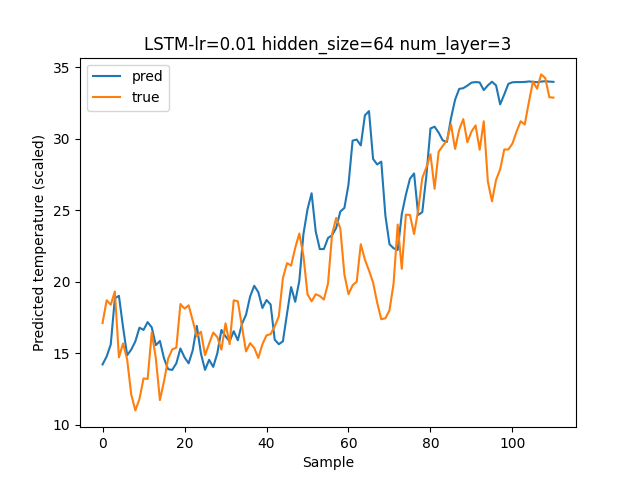 LSTM-lr=0.01 hidden_size=64 num_layer=3
pred
true
Predicted temperature (scaled)
35
30
25
20
15
10
0 20 40 60 80 100
Sample